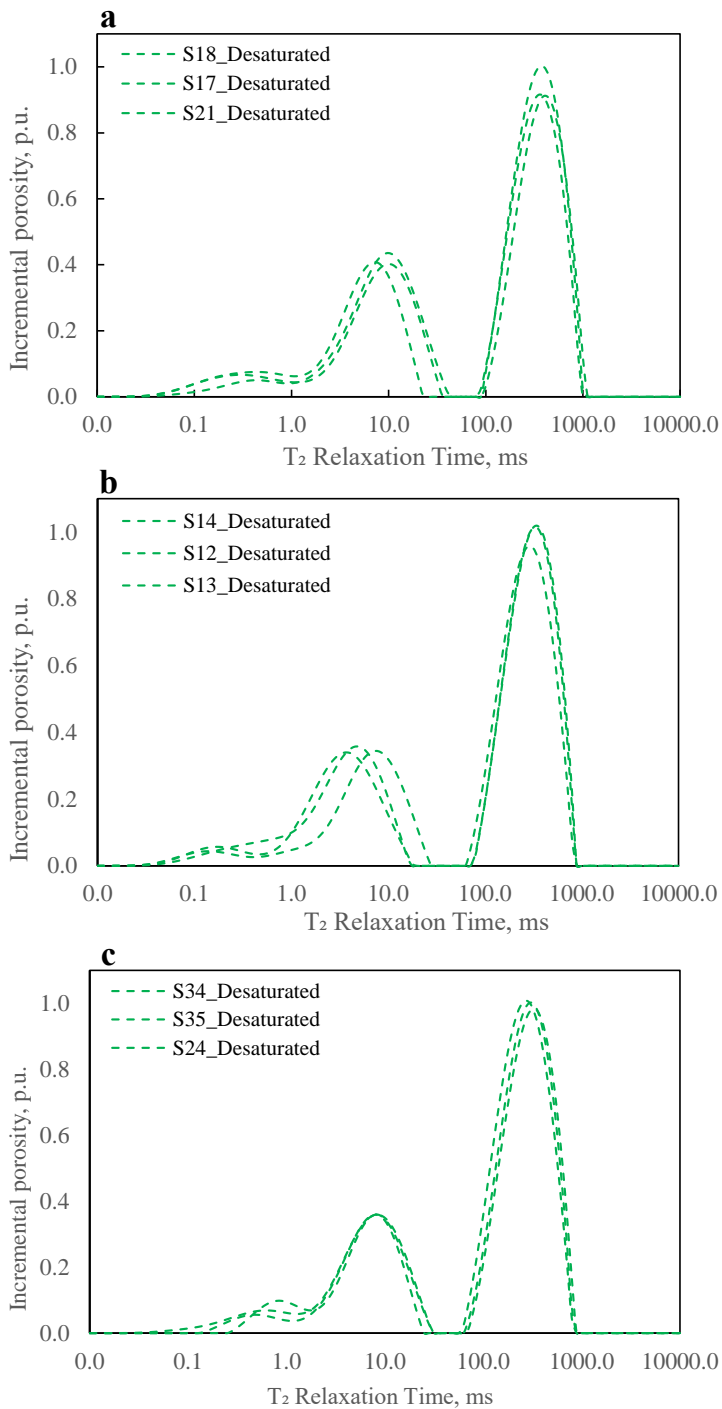 a
S18_Desaturated
S17_Desaturated
S21_Desaturated
Incremental porosity, p.u.
1.0
0.8
0.6
0.4
0.2
0.0
0.0 0.1 1.0 10.0 100.0 1000.0 10000.0
T₂ Relaxation Time, ms
b
S14_Desaturated
S12_Desaturated
S13_Desaturated
Incremental porosity, p.u.
1.0
0.8
0.6
0.4
0.2
0.0
0.0 0.1 1.0 10.0 100.0 1000.0 10000.0
T₂ Relaxation Time, ms
c
S34_Desaturated
S35_Desaturated
S24_Desaturated
Incremental porosity, p.u.
1.0
0.8
0.6
0.4
0.2
0.0
0.0 0.1 1.0 10.0 100.0 1000.0 10000.0
T₂ Relaxation Time, ms